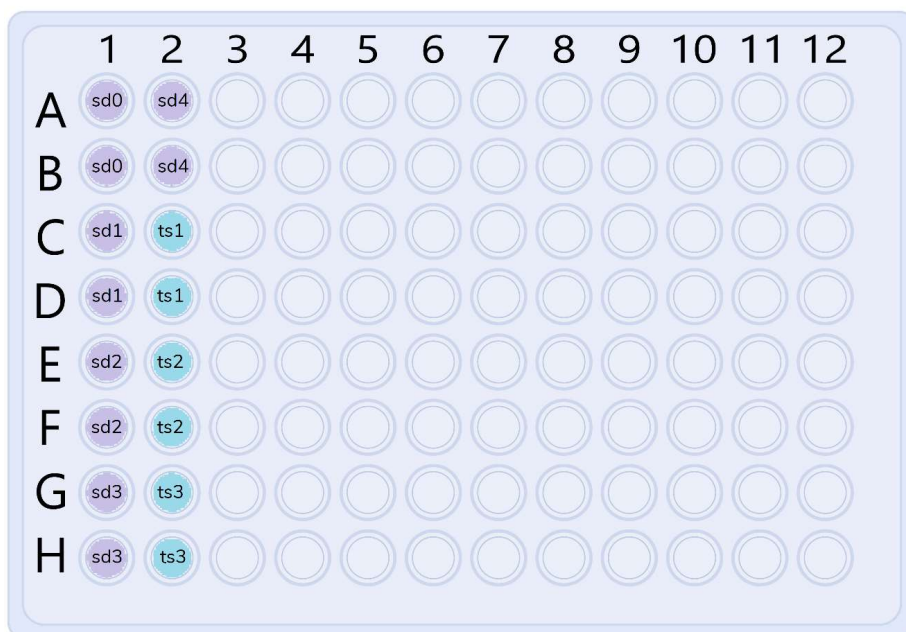 1 2 3 4 5 6 7 8 9 10 11 12
A sd0 sd4
B sd0 sd4
C sd1 ts1
D sd1 ts1
E sd2 ts2
F sd2 ts2
G sd3 ts3
H sd3 ts3